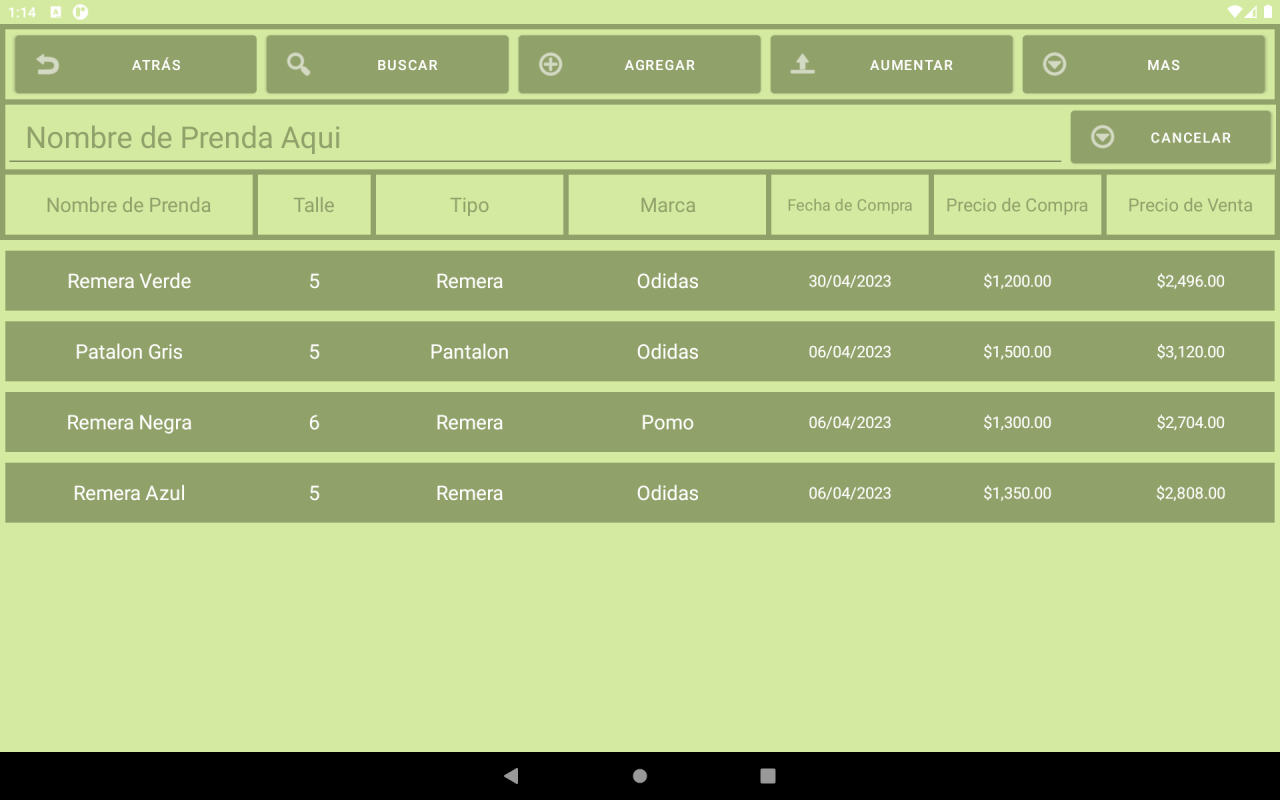 1:14
ATRÁS BUSCAR AGREGAR AUMENTAR MAS
Nombre de Prenda Aqui CANCELAR
Nombre de Prenda Talle Tipo Marca Fecha de Compra Precio de Compra Precio de Venta
Remera Verde 5 Remera Odidas 30/04/2023 $1,200.00 $2,496.00
Patalon Gris 5 Pantalon Odidas 06/04/2023 $1,500.00 $3,120.00
Remera Negra 6 Remera Pomo 06/04/2023 $1,300.00 $2,704.00
Remera Azul 5 Remera Odidas 06/04/2023 $1,350.00 $2,808.00